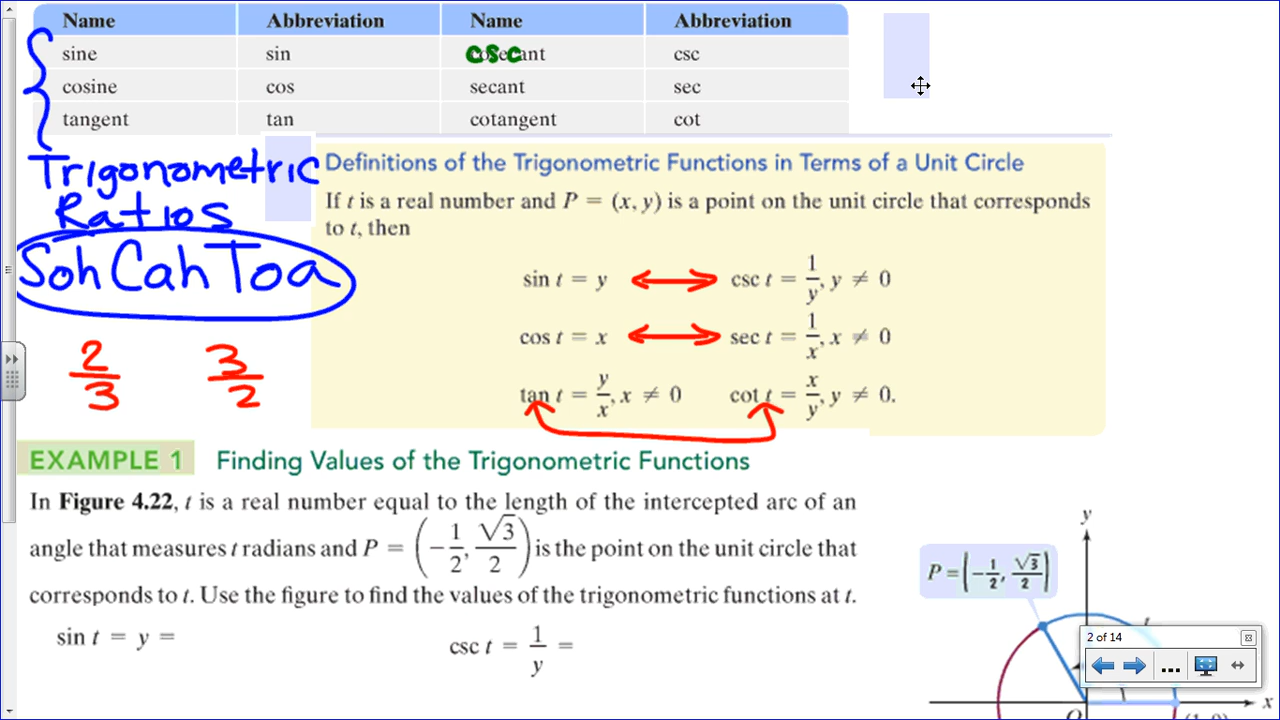 Name Abbreviation Name Abbreviation
sine sin cosecant csc
csc
cosine cos secant sec
tangent tan cotangent cot
Trigonometric
Ratios
SohCahToa
2/3 3/2
Definitions of the Trigonometric Functions in Terms of a Unit Circle
If t is a real number and P = (x, y) is a point on the unit circle that corresponds
to t, then
sin t = y csc t = 1/y, y ≠ 0
cos t = x sec t = 1/x, x ≠ 0
tan t = y/x, x ≠ 0 cot t = x/y, y ≠ 0.
EXAMPLE 1 Finding Values of the Trigonometric Functions
In Figure 4.22, t is a real number equal to the length of the intercepted arc of an
angle that measures t radians and P = (-1/2, √3/2) is the point on the unit circle that
corresponds to t. Use the figure to find the values of the trigonometric functions at t.
sin t = y =
csc t = 1/y =
y
P = (-1/2, √3/2)
t
2 of 14
...
x